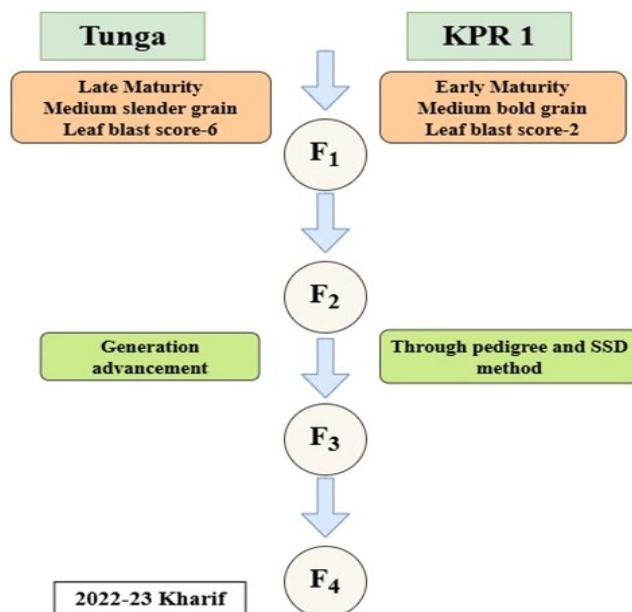 Tunga
KPR 1
Late Maturity
Medium slender grain
Leaf blast score-6
Early Maturity
Medium bold grain
Leaf blast score-2
F1
F2
Generation
advancement
Through pedigree and SSD
method
F3
F4
2022-23 Kharif